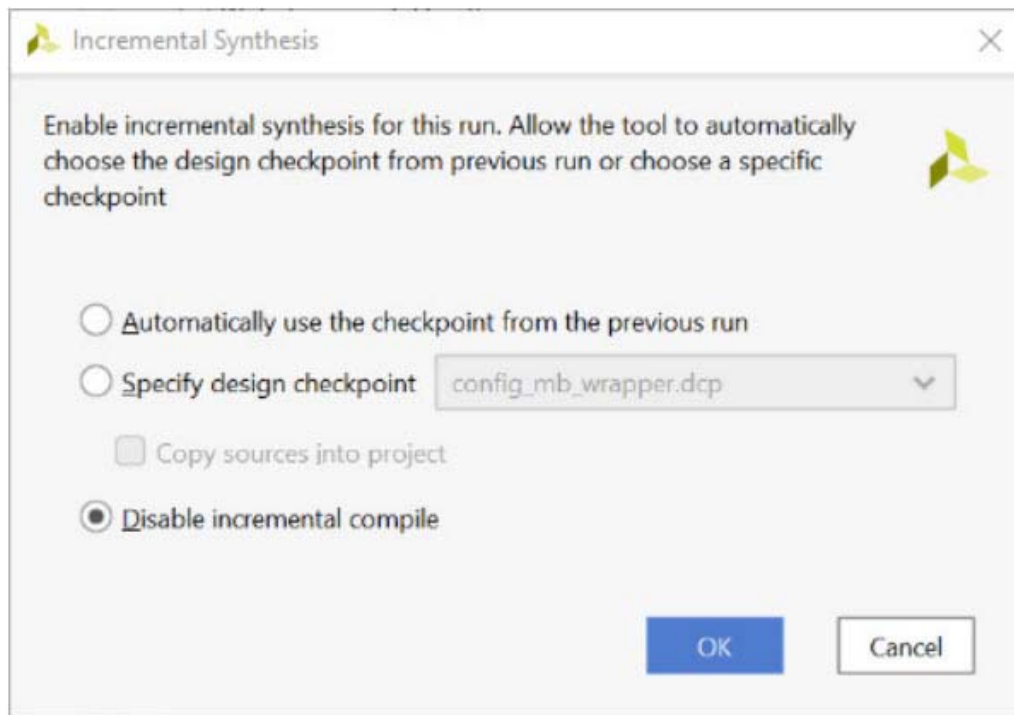 Incremental Synthesis
Enable incremental synthesis for this run. Allow the tool to automatically
choose the design checkpoint from previous run or choose a specific
checkpoint
Automatically use the checkpoint from the previous run
Specify design checkpoint config_mb_wrapper.dcp
Copy sources into project
Disable incremental compile
OK Cancel